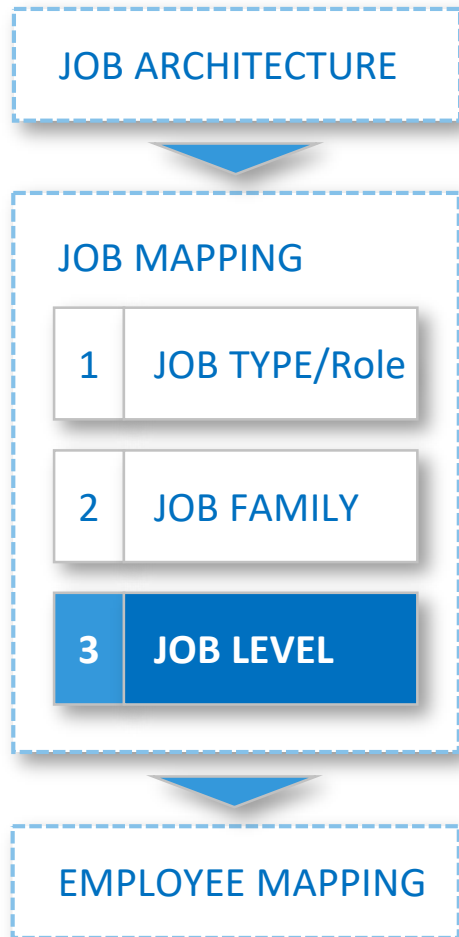 JOB ARCHITECTURE
JOB MAPPING
1 JOB TYPE/Role
2 JOB FAMILY
3 JOB LEVEL
EMPLOYEE MAPPING